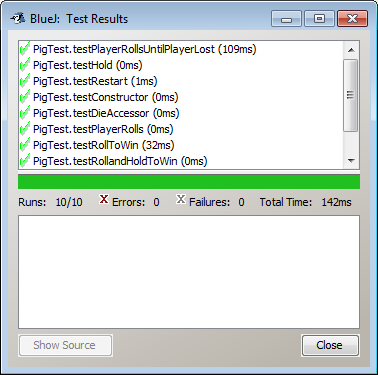 BlueJ: Test Results
PigTest.testPlayerRollsUntilPlayerLost (109ms)
PigTest.testHold (0ms)
PigTest.testRestart (1ms)
PigTest.testConstructor (0ms)
PigTest.testDieAccessor (0ms)
PigTest.testPlayerRolls (0ms)
PigTest.testRollToWin (32ms)
PigTest.testRollandHoldToWin (0ms)
Runs: 10/10 X Errors: 0 X Failures: 0 Total Time: 142ms
Show Source Close